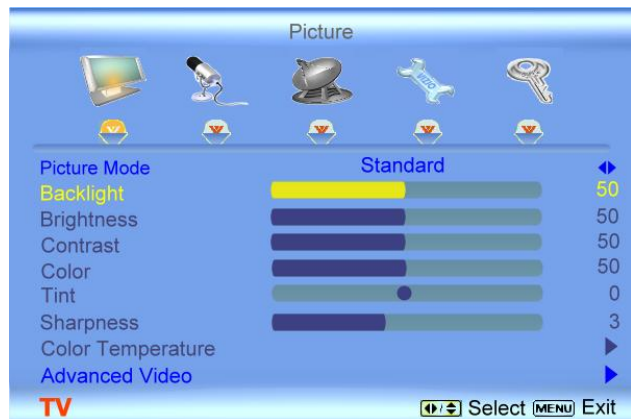 Picture
VIZIO
Picture Mode Standard
Backlight 50
Brightness 50
Contrast 50
Color 50
Tint 0
Sharpness 3
Color Temperature
Advanced Video
TV Select MENU Exit